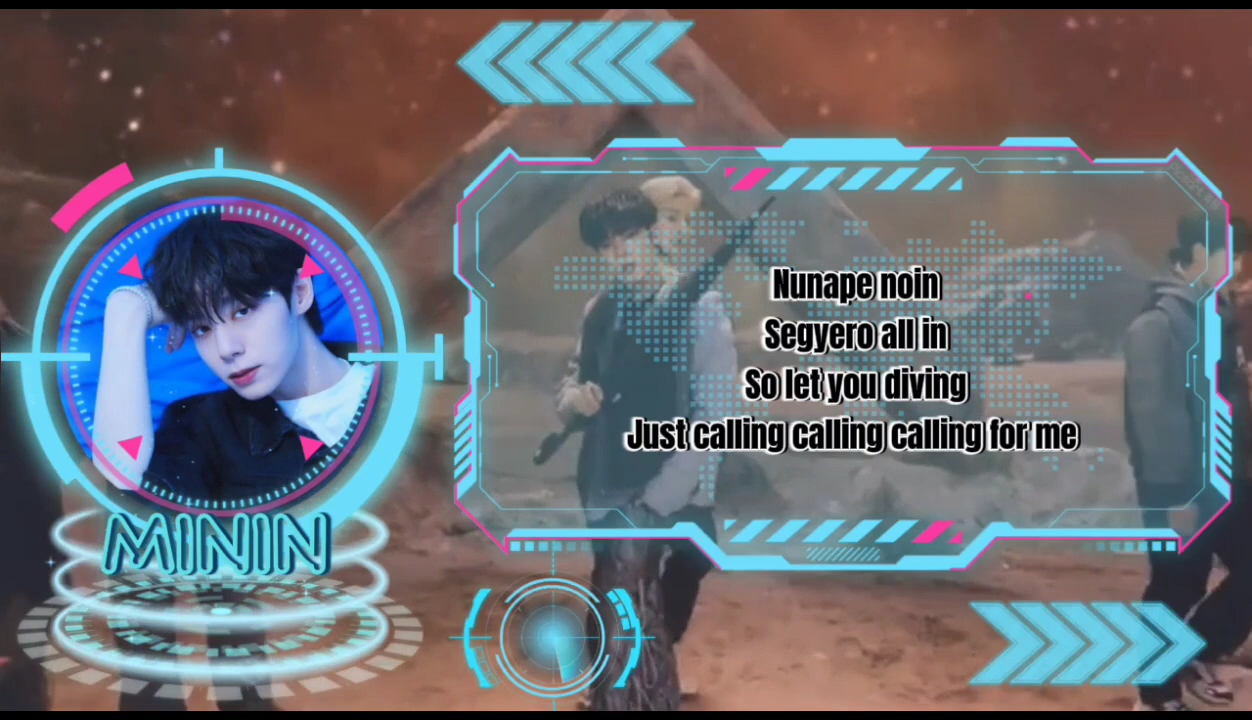 MININ
Nunape noin
Segyero all in
So let you diving
Just calling calling calling for me